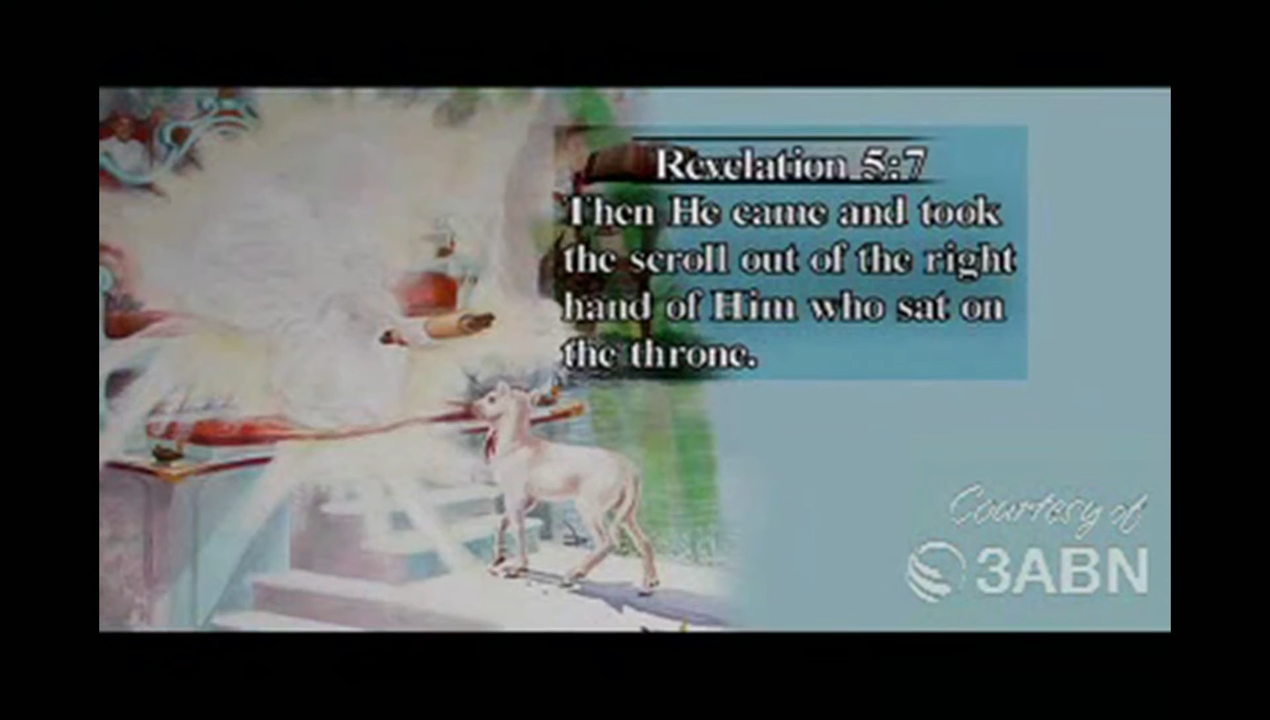 Revelation 5:7
Then He came and took
the scroll out of the right
hand of Him who sat on
the throne.
Courtesy of
3ABN